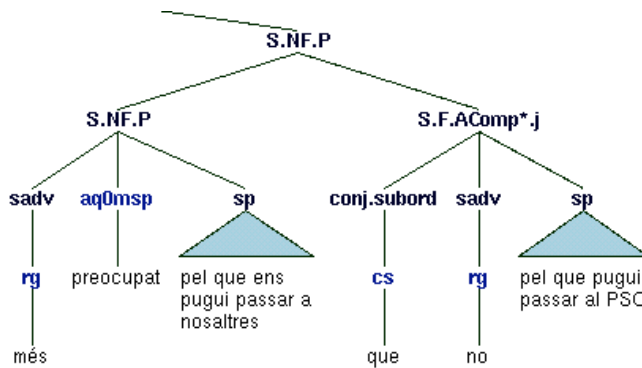 S.NF.P
S.NF.P S.F.AComp*.j
sadv aq0msp sp conj.subord sadv sp
rg preocupat pel que ens cs rg pel que pugui
pugui passar a passar al PSC
nosaltres
més que no